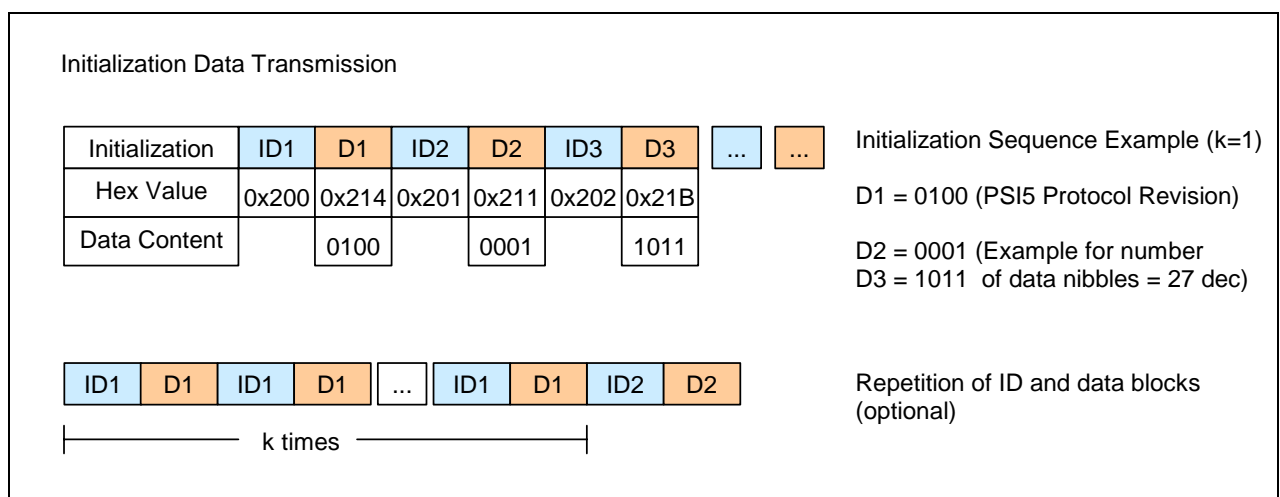 Initialization Data Transmission
Initialization ID1 D1 ID2 D2 ID3 D3 ... ...
Hex Value 0x200 0x214 0x201 0x211 0x202 0x21B
Data Content 0100 0001 1011
Initialization Sequence Example (k=1)
D1 = 0100 (PSI5 Protocol Revision)
D2 = 0001 (Example for number
D3 = 1011 of data nibbles = 27 dec)
ID1 D1 ID1 D1 ... ID1 D1 ID2 D2
k times
Repetition of ID and data blocks
(optional)